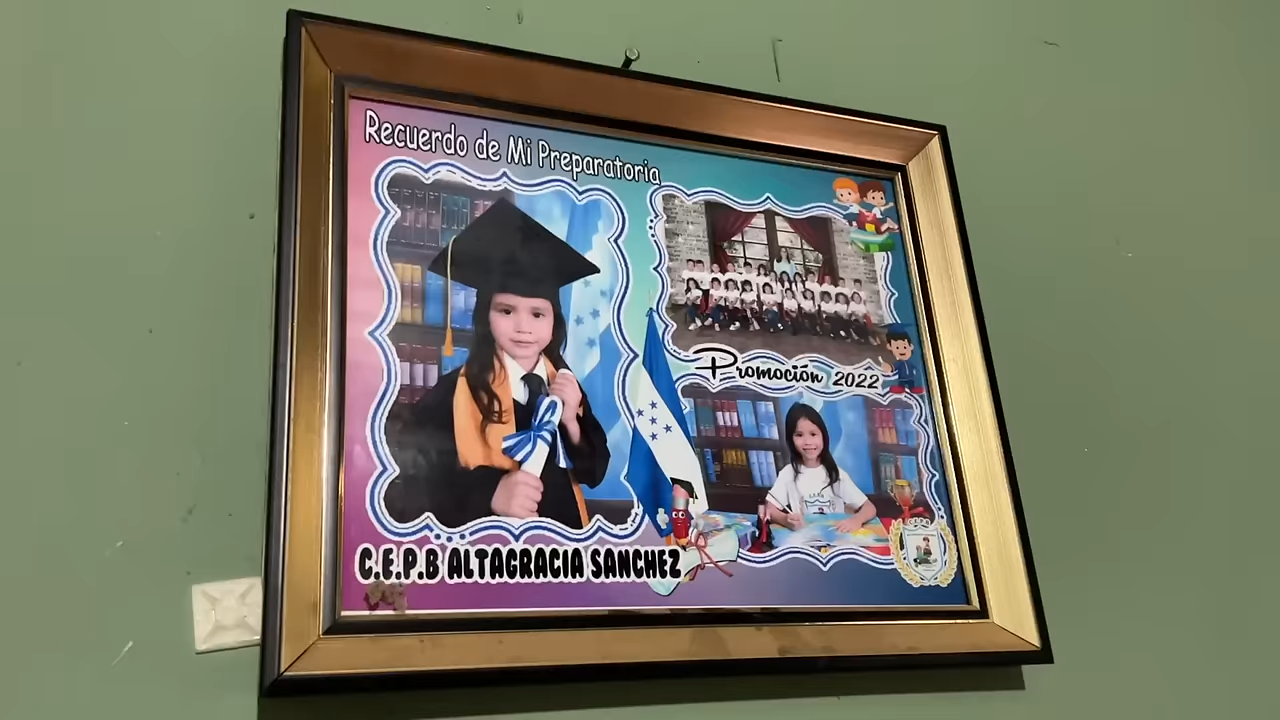 Recuerdo de Mi Preparatoria
Promoción 2022
C.E.P.B ALTAGRACIA SANCHEZ